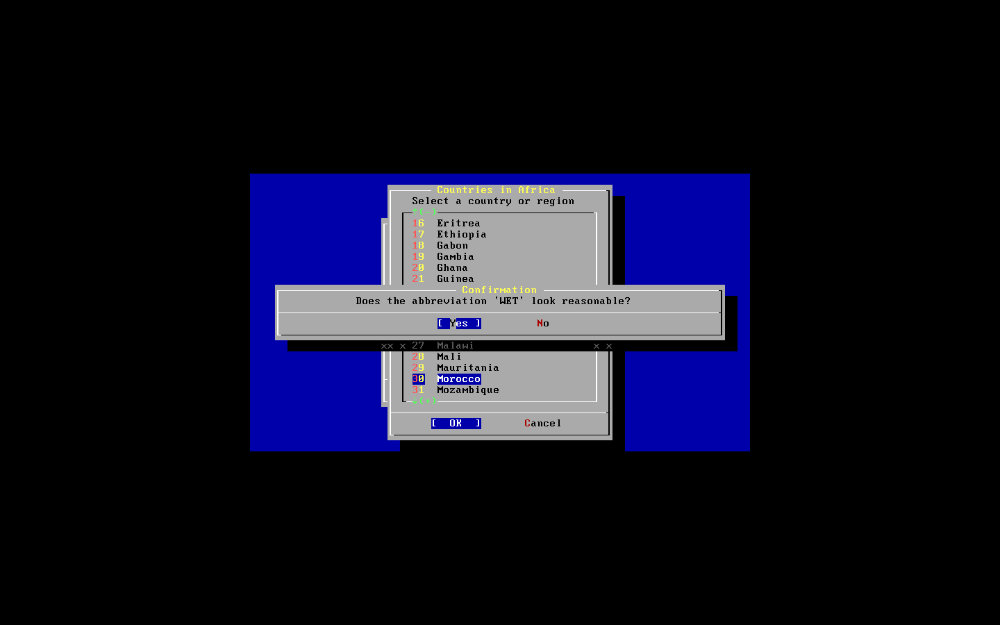 Countries in Africa
Select a country or region
↑(-)
16 Eritrea
17 Ethiopia
18 Gabon
19 Gambia
20 Ghana
21 Guinea
Confirmation
Does the abbreviation `WET' look reasonable?
[ Yes ] No
xx x 27 Malawi x x
28 Mali
29 Mauritania
30 Morocco
31 Mozambique
[ OK ] Cancel